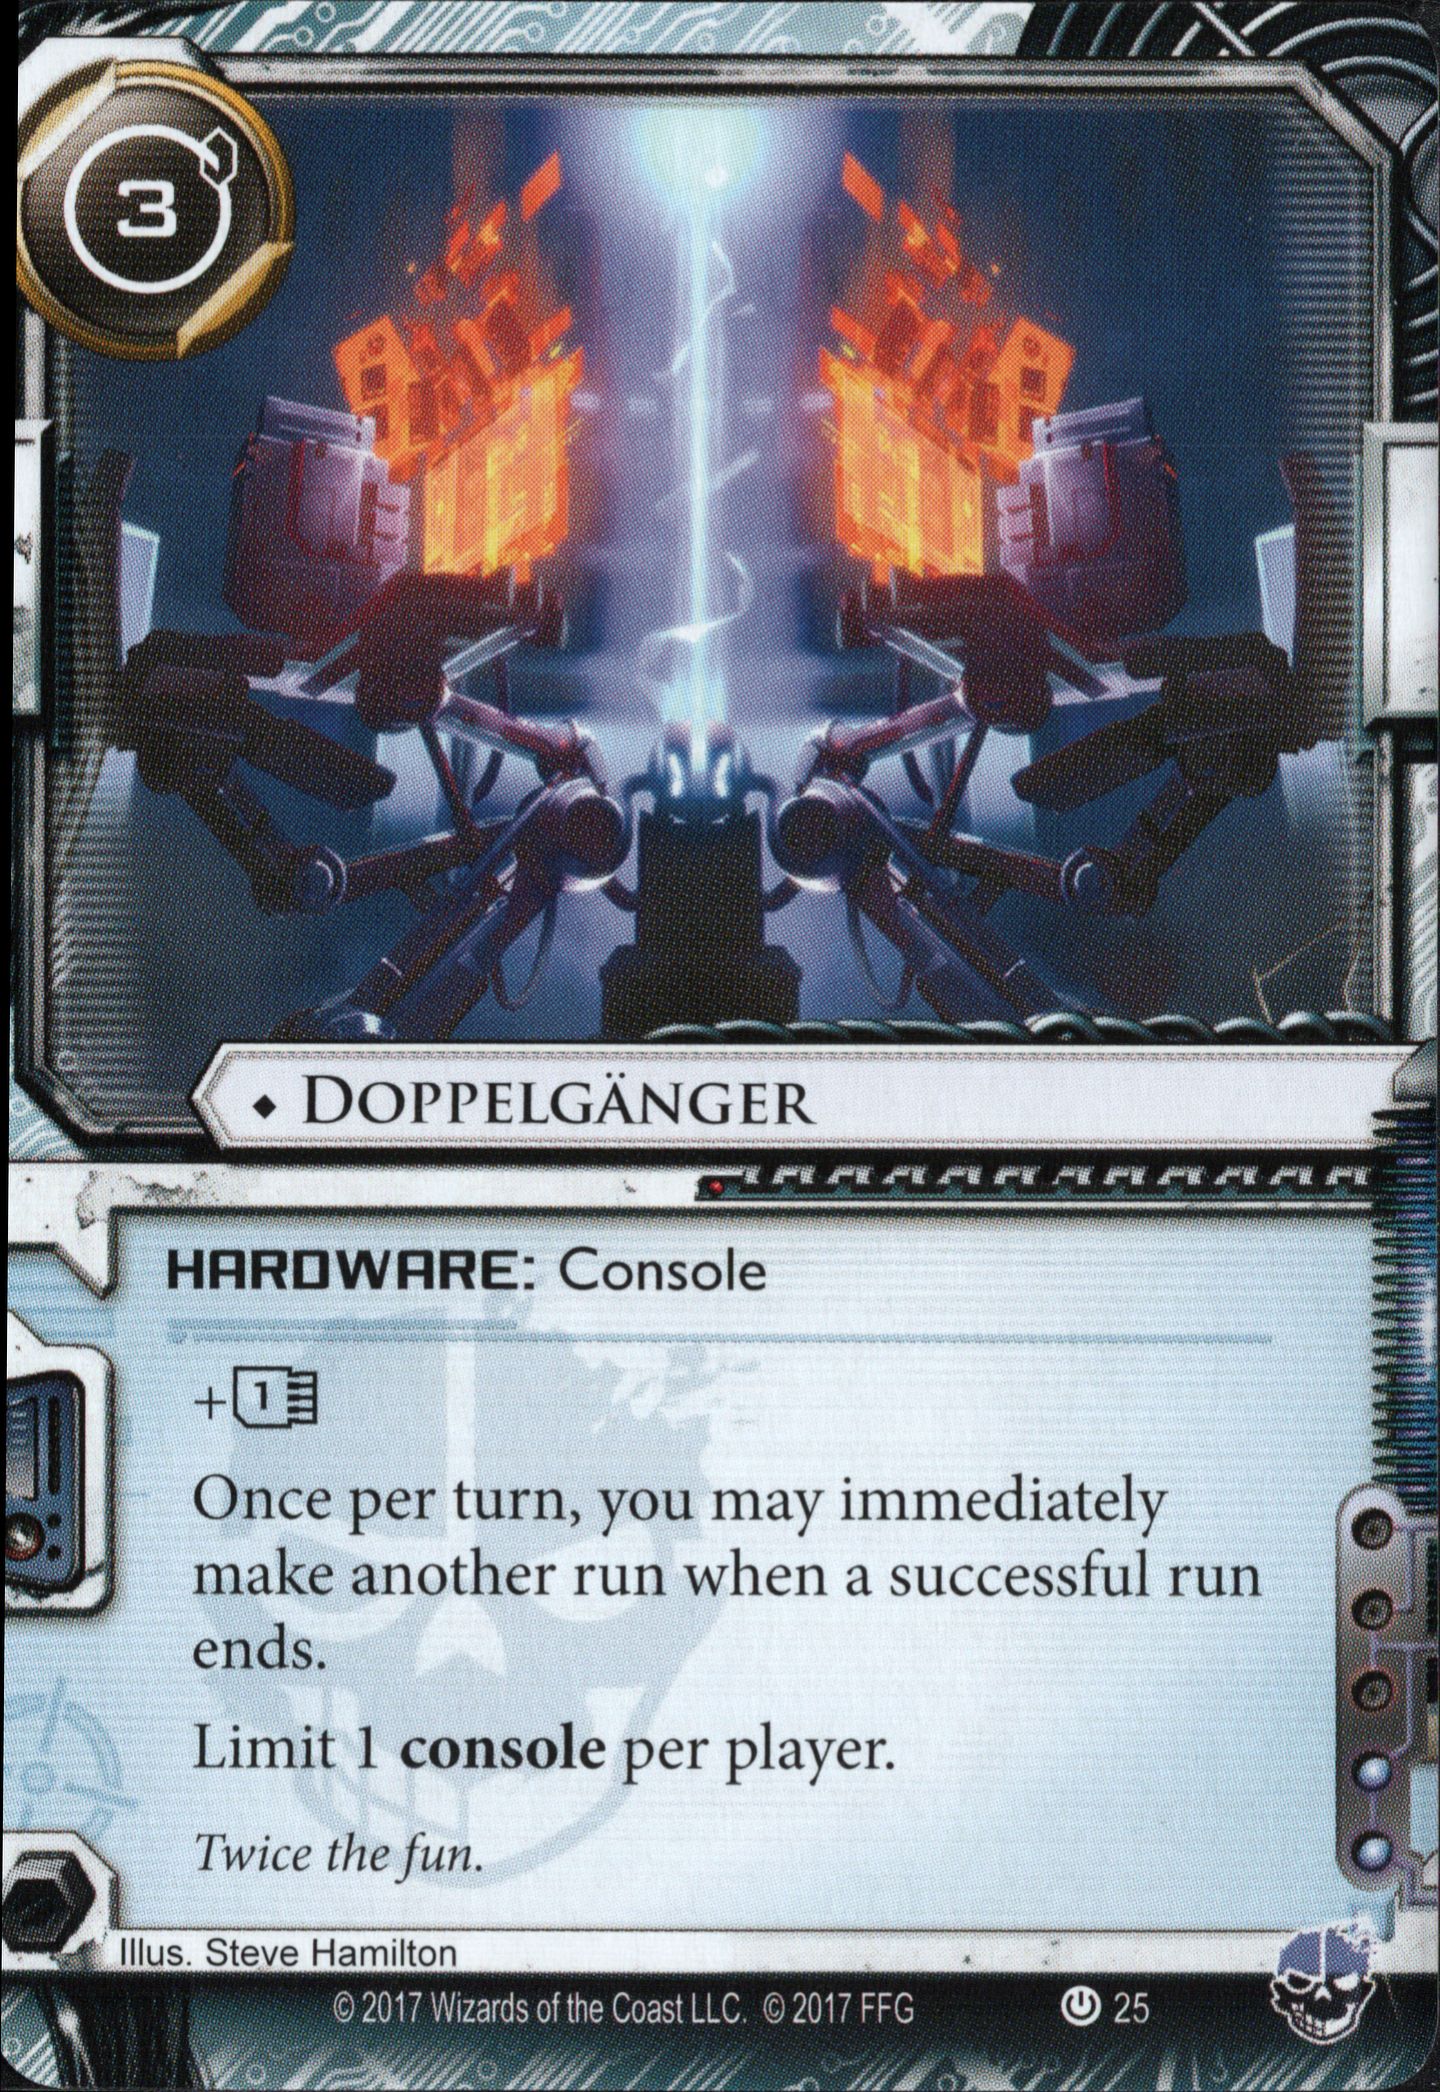 3
◆ DOPPELGÄNGER
HARDWARE: Console
+1
Once per turn, you may immediately
make another run when a successful run
ends.
Limit 1 console per player.
Twice the fun.
Illus. Steve Hamilton
© 2017 Wizards of the Coast LLC. © 2017 FFG
25